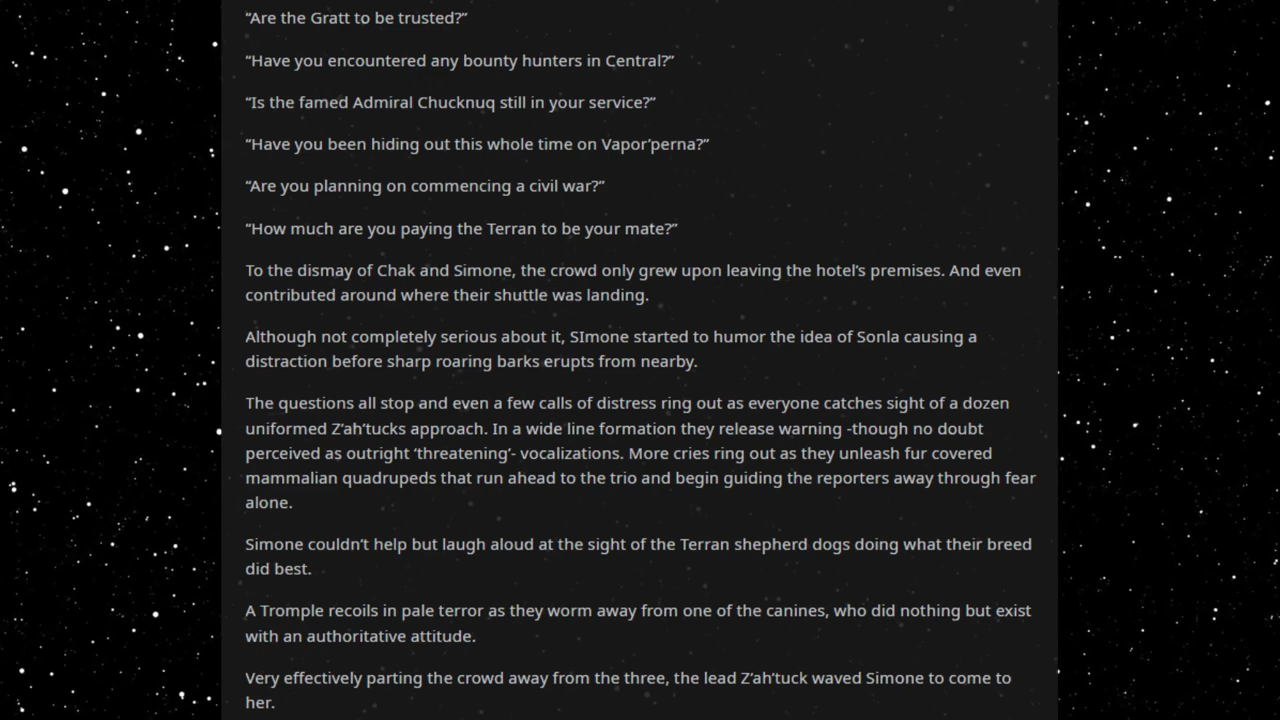 “Are the Gratt to be trusted?”
“Have you encountered any bounty hunters in Central?”
“Is the famed Admiral Chucknuq still in your service?”
“Have you been hiding out this whole time on Vapor’perna?”
“Are you planning on commencing a civil war?”
“How much are you paying the Terran to be your mate?”
To the dismay of Chak and Simone, the crowd only grew upon leaving the hotel’s premises. And even
contributed around where their shuttle was landing.
Although not completely serious about it, SImone started to humor the idea of Sonla causing a
distraction before sharp roaring barks erupts from nearby.
The questions all stop and even a few calls of distress ring out as everyone catches sight of a dozen
uniformed Z’ah’tucks approach. In a wide line formation they release warning -though no doubt
perceived as outright ‘threatening’- vocalizations. More cries ring out as they unleash fur covered
mammalian quadrupeds that run ahead to the trio and begin guiding the reporters away through fear
alone.
Simone couldn’t help but laugh aloud at the sight of the Terran shepherd dogs doing what their breed
did best.
A Tromple recoils in pale terror as they worm away from one of the canines, who did nothing but exist
with an authoritative attitude.
Very effectively parting the crowd away from the three, the lead Z’ah’tuck waved Simone to come to
her.